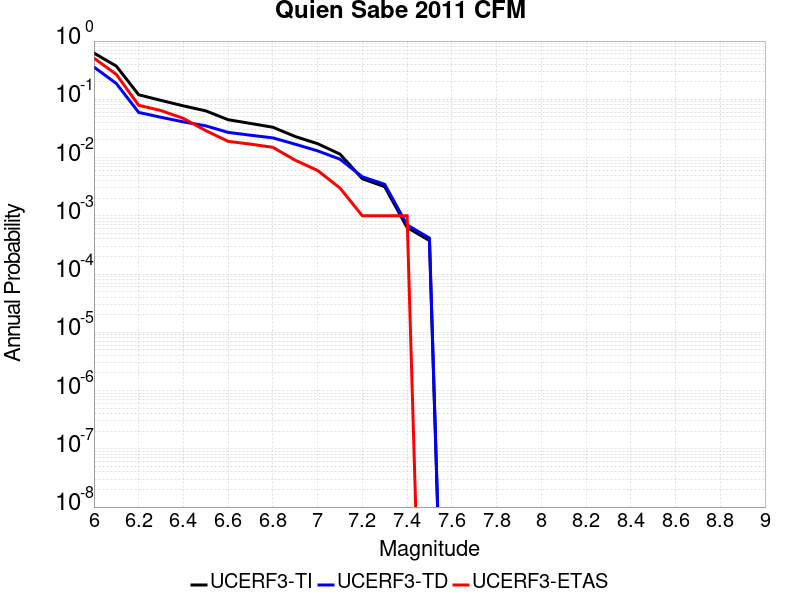 Quien Sabe 2011 CFM
Annual Probability
10^0
10^-1
10^-2
10^-3
10^-4
10^-5
10^-6
10^-7
10^-8
6 6.2 6.4 6.6 6.8 7 7.2 7.4 7.6 7.8 8 8.2 8.4 8.6 8.8 9
Magnitude
UCERF3-TI UCERF3-TD UCERF3-ETAS